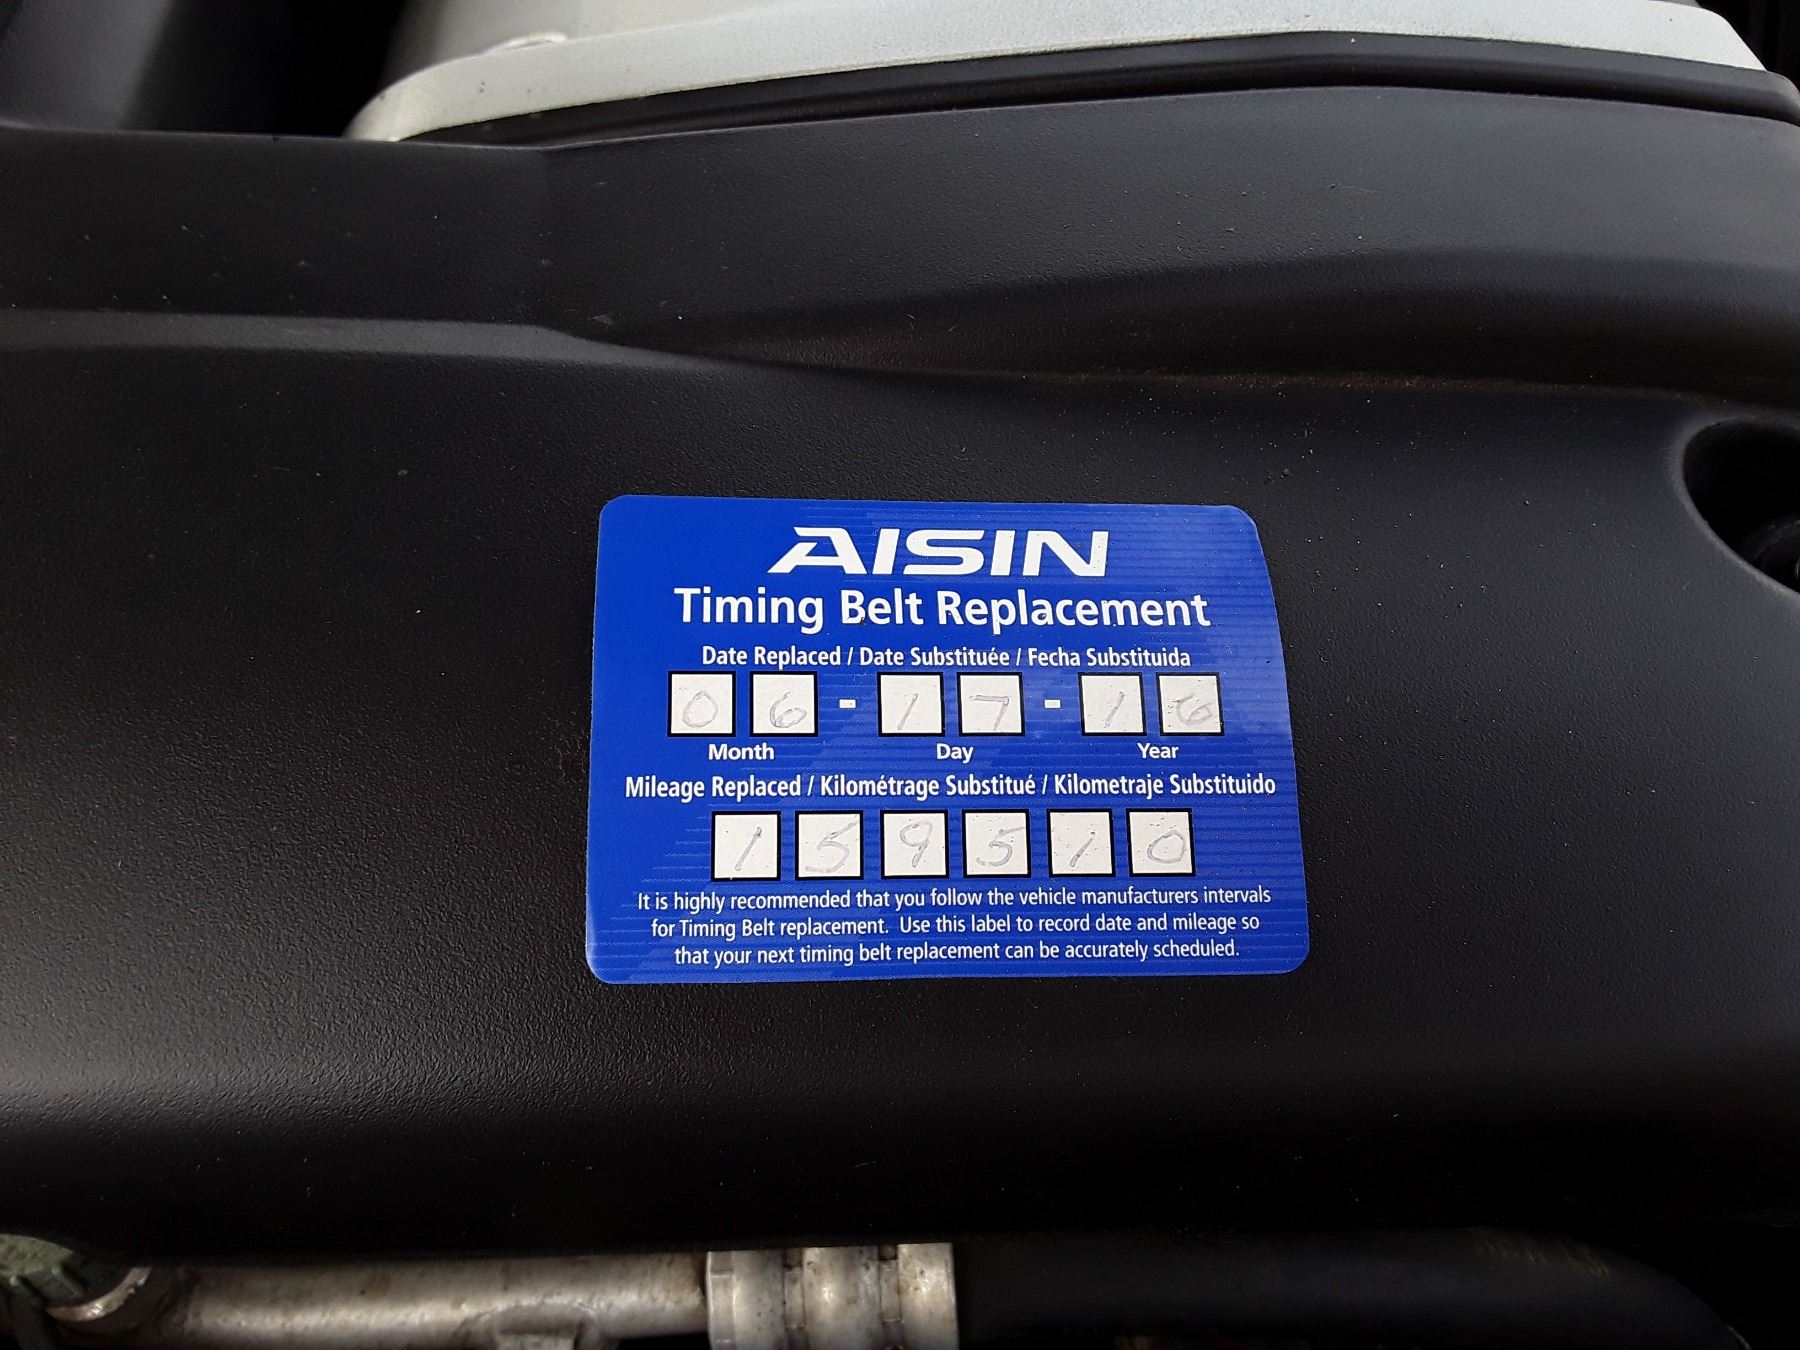 AISIN
Timing Belt Replacement
Date Replaced / Date Substituée / Fecha Substituida
06 - 17 - 16
Month Day Year
Mileage Replaced / Kilométrage Substitué / Kilometraje Substituido
159510
It is highly recommended that you follow the vehicle manufacturers intervals
for Timing Belt replacement. Use this label to record date and mileage so
that your next timing belt replacement can be accurately scheduled.